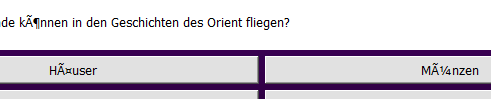 de kÃ¶nnen in den Geschichten des Orient fliegen?
HÃ¤user
MÃ¼nzen